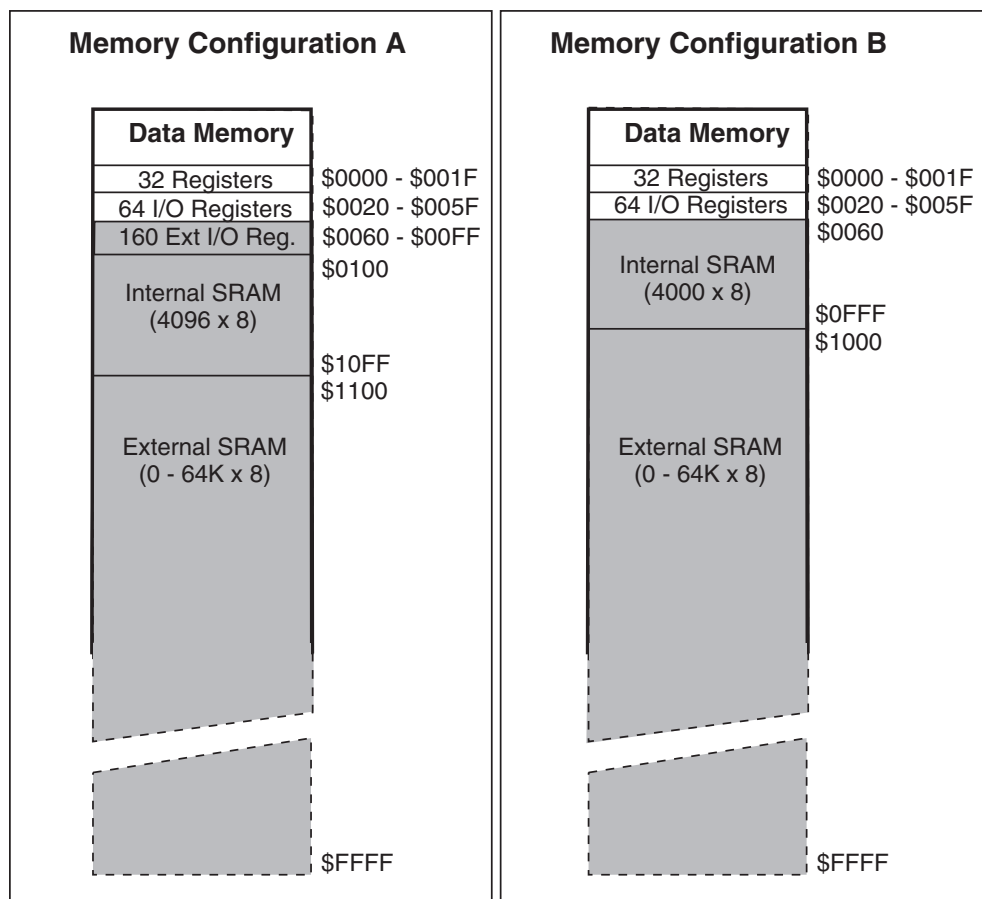 Memory Configuration A
Data Memory
32 Registers
$0000 - $001F
64 I/O Registers
$0020 - $005F
160 Ext I/O Reg.
$0060 - $00FF
$0100
Internal SRAM
(4096 x 8)
$10FF
$1100
External SRAM
(0 - 64K x 8)
$FFFF
Memory Configuration B
Data Memory
32 Registers
$0000 - $001F
64 I/O Registers
$0020 - $005F
$0060
Internal SRAM
(4000 x 8)
$0FFF
$1000
External SRAM
(0 - 64K x 8)
$FFFF